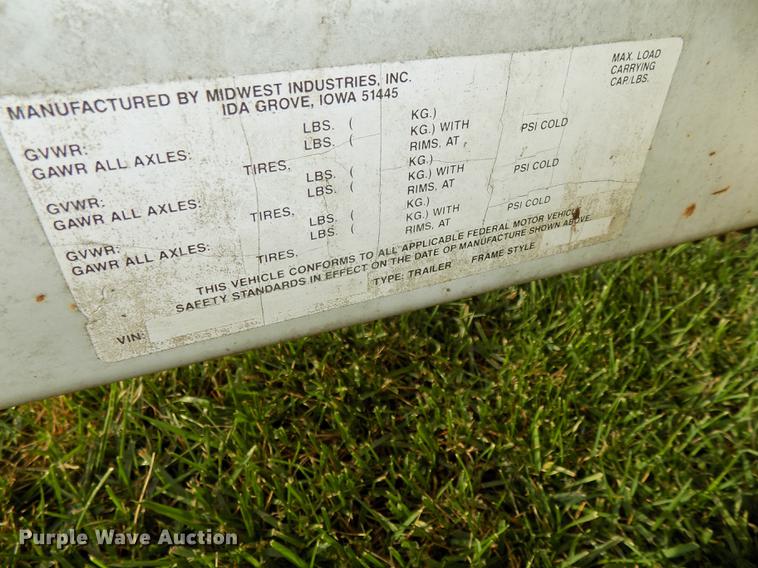 MANUFACTURED BY MIDWEST INDUSTRIES, INC.
IDA GROVE, IOWA 51445
MAX. LOAD
CARRYING
CAP. LBS.
GVWR: LBS. ( KG.)
GAWR ALL AXLES: TIRES, LBS. ( KG.) WITH RIMS, AT PSI COLD
GVWR: LBS. ( KG.)
GAWR ALL AXLES: TIRES, LBS. ( KG.) WITH RIMS, AT PSI COLD
GVWR: LBS. ( KG.)
GAWR ALL AXLES: TIRES, LBS. ( KG.) WITH RIMS, AT PSI COLD
THIS VEHICLE CONFORMS TO ALL APPLICABLE FEDERAL MOTOR VEHICLE
SAFETY STANDARDS IN EFFECT ON THE DATE OF MANUFACTURE SHOWN ABOVE.
VIN: TYPE: TRAILER FRAME STYLE
Purple Wave Auction